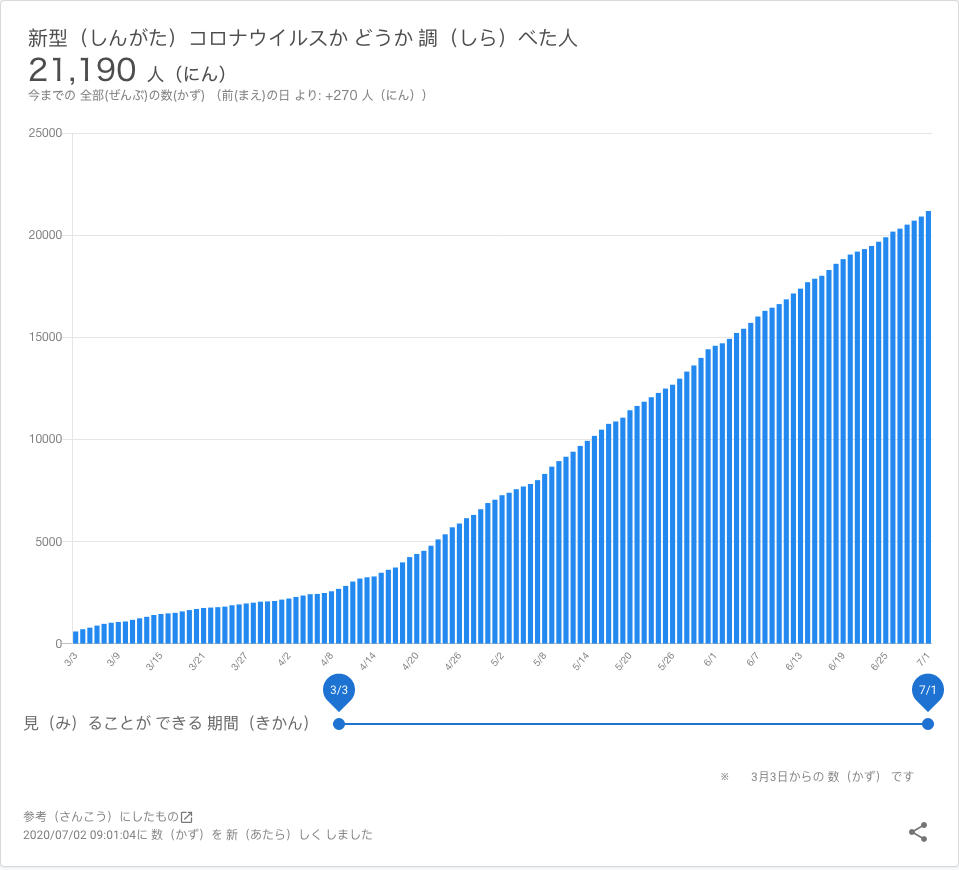 新型（しんがた）コロナウイルスか どうか 調（しら）べた人
21,190 人（にん）
今までの 全部(ぜんぶ)の数(かず) （前(まえ)の日 より: +270 人（にん））
25000
20000
15000
10000
5000
0
3/3 3/9 3/15 3/21 3/27 4/2 4/8 4/14 4/20 4/26 5/2 5/8 5/14 5/20 5/26 6/1 6/7 6/13 6/19 6/25 7/1
3/3 7/1
見（み）ることが できる 期間（きかん）
※ 3月3日からの 数（かず） です
参考（さんこう）にしたもの
2020/07/02 09:01:04に 数（かず）を 新（あたら）しく しました